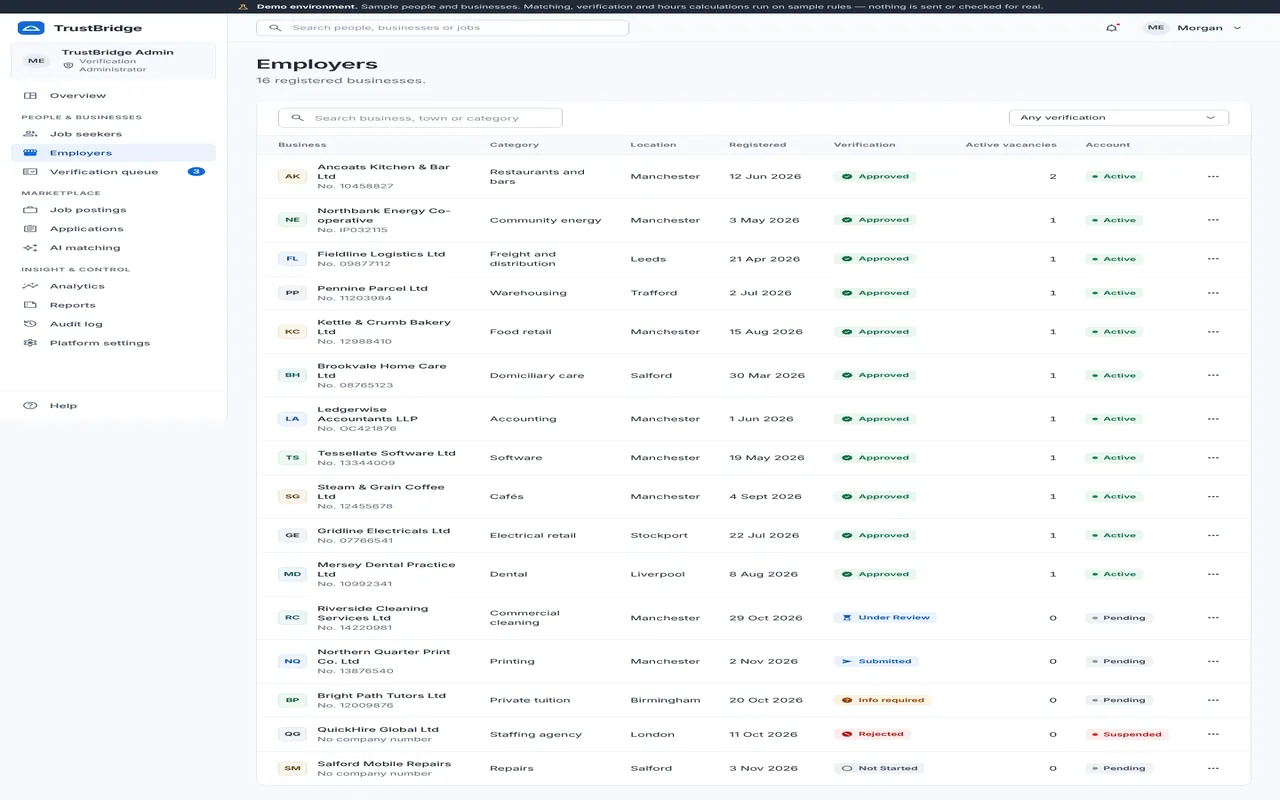 Demo environment. Sample people and businesses. Matching, verification and hours calculations run on sample rules — nothing is sent or checked for real.
TrustBridge
Search people, businesses or jobs
ME Morgan
ME
TrustBridge Admin
Verification
Administrator
Overview
PEOPLE & BUSINESSES
Job seekers
Employers
Verification queue 3
MARKETPLACE
Job postings
Applications
AI matching
INSIGHT & CONTROL
Analytics
Reports
Audit log
Platform settings
Help
Employers
16 registered businesses.
Search business, town or category
Any verification
Business Category Location Registered Verification Active vacancies Account
AK Ancoats Kitchen & Bar Ltd No. 10458827 Restaurants and bars Manchester 12 Jun 2026 Approved 2 Active
NE Northbank Energy Co-operative No. IP032115 Community energy Manchester 3 May 2026 Approved 1 Active
FL Fieldline Logistics Ltd No. 09877112 Freight and distribution Leeds 21 Apr 2026 Approved 1 Active
PP Pennine Parcel Ltd No. 11203984 Warehousing Trafford 2 Jul 2026 Approved 1 Active
KC Kettle & Crumb Bakery Ltd No. 12988410 Food retail Manchester 15 Aug 2026 Approved 1 Active
BH Brookvale Home Care Ltd No. 08765123 Domiciliary care Salford 30 Mar 2026 Approved 1 Active
LA Ledgerwise Accountants LLP No. OC421876 Accounting Manchester 1 Jun 2026 Approved 1 Active
TS Tessellate Software Ltd No. 13344009 Software Manchester 19 May 2026 Approved 1 Active
SG Steam & Grain Coffee Ltd No. 12455678 Cafés Manchester 4 Sept 2026 Approved 1 Active
GE Gridline Electricals Ltd No. 07766541 Electrical retail Stockport 22 Jul 2026 Approved 1 Active
MD Mersey Dental Practice Ltd No. 10992341 Dental Liverpool 8 Aug 2026 Approved 1 Active
RC Riverside Cleaning Services Ltd No. 14220981 Commercial cleaning Manchester 29 Oct 2026 Under Review 0 Pending
NQ Northern Quarter Print Co. Ltd No. 13876540 Printing Manchester 2 Nov 2026 Submitted 0 Pending
BP Bright Path Tutors Ltd No. 12009876 Private tuition Birmingham 20 Oct 2026 Info required 0 Pending
QG QuickHire Global Ltd No company number Staffing agency London 11 Oct 2026 Rejected 0 Suspended
SM Salford Mobile Repairs No company number Repairs Salford 3 Nov 2026 Not Started 0 Pending